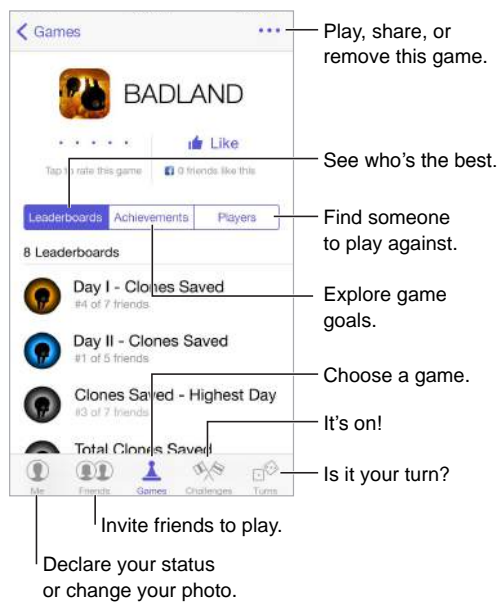 Games
Play, share, or
remove this game.
BADLAND
Like
Tap to rate this game
0 friends like this
See who's the best.
Leaderboards Achievements Players
Find someone
to play against.
8 Leaderboards
Day I - Clones Saved
#4 of 7 friends
Explore game
goals.
Day II - Clones Saved
#1 of 5 friends
Choose a game.
Clones Saved - Highest Day
#3 of 7 friends
It's on!
Total Clones Saved
Is it your turn?
Me Friends Games Challenges Turns
Invite friends to play.
Declare your status
or change your photo.